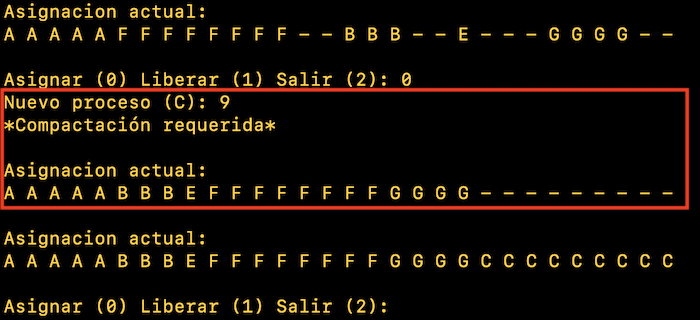 Asignacion actual:
A A A A A F F F F F F F F - - B B B - - E - - - G G G G - -
Asignar (0) Liberar (1) Salir (2): 0
Nuevo proceso (C): 9
*Compactación requerida*
Asignacion actual:
A A A A A B B B E F F F F F F F F G G G G - - - - - - - - -
Asignacion actual:
A A A A A B B B E F F F F F F F F G G G G C C C C C C C C C
Asignar (0) Liberar (1) Salir (2):